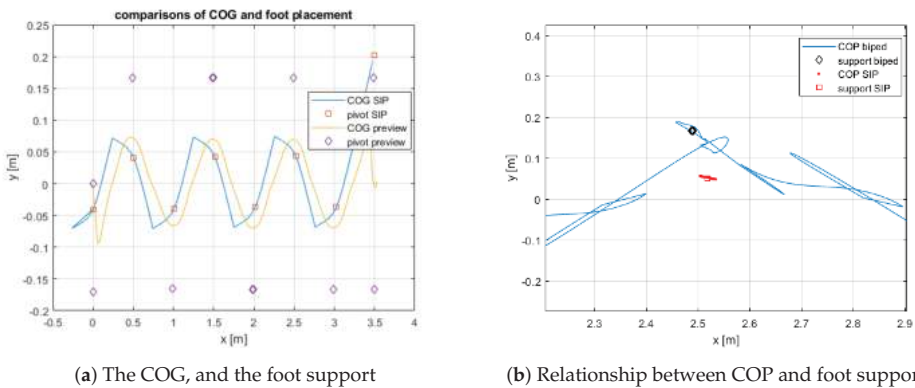 comparisons of COG and foot placement
0.25
0.2
0.15
0.1
0.05
0
-0.05
-0.1
-0.15
-0.2
y [m]
COG SIP
pivot SIP
COG preview
pivot preview
-0.5 0 0.5 1 1.5 2 2.5 3 3.5 4
x [m]
(a) The COG, and the foot support
0.4
0.3
0.2
0.1
0
-0.1
-0.2
y [m]
COP biped
support biped
COP SIP
support SIP
2.3 2.4 2.5 2.6 2.7 2.8 2.9
x [m]
(b) Relationship between COP and foot suppor